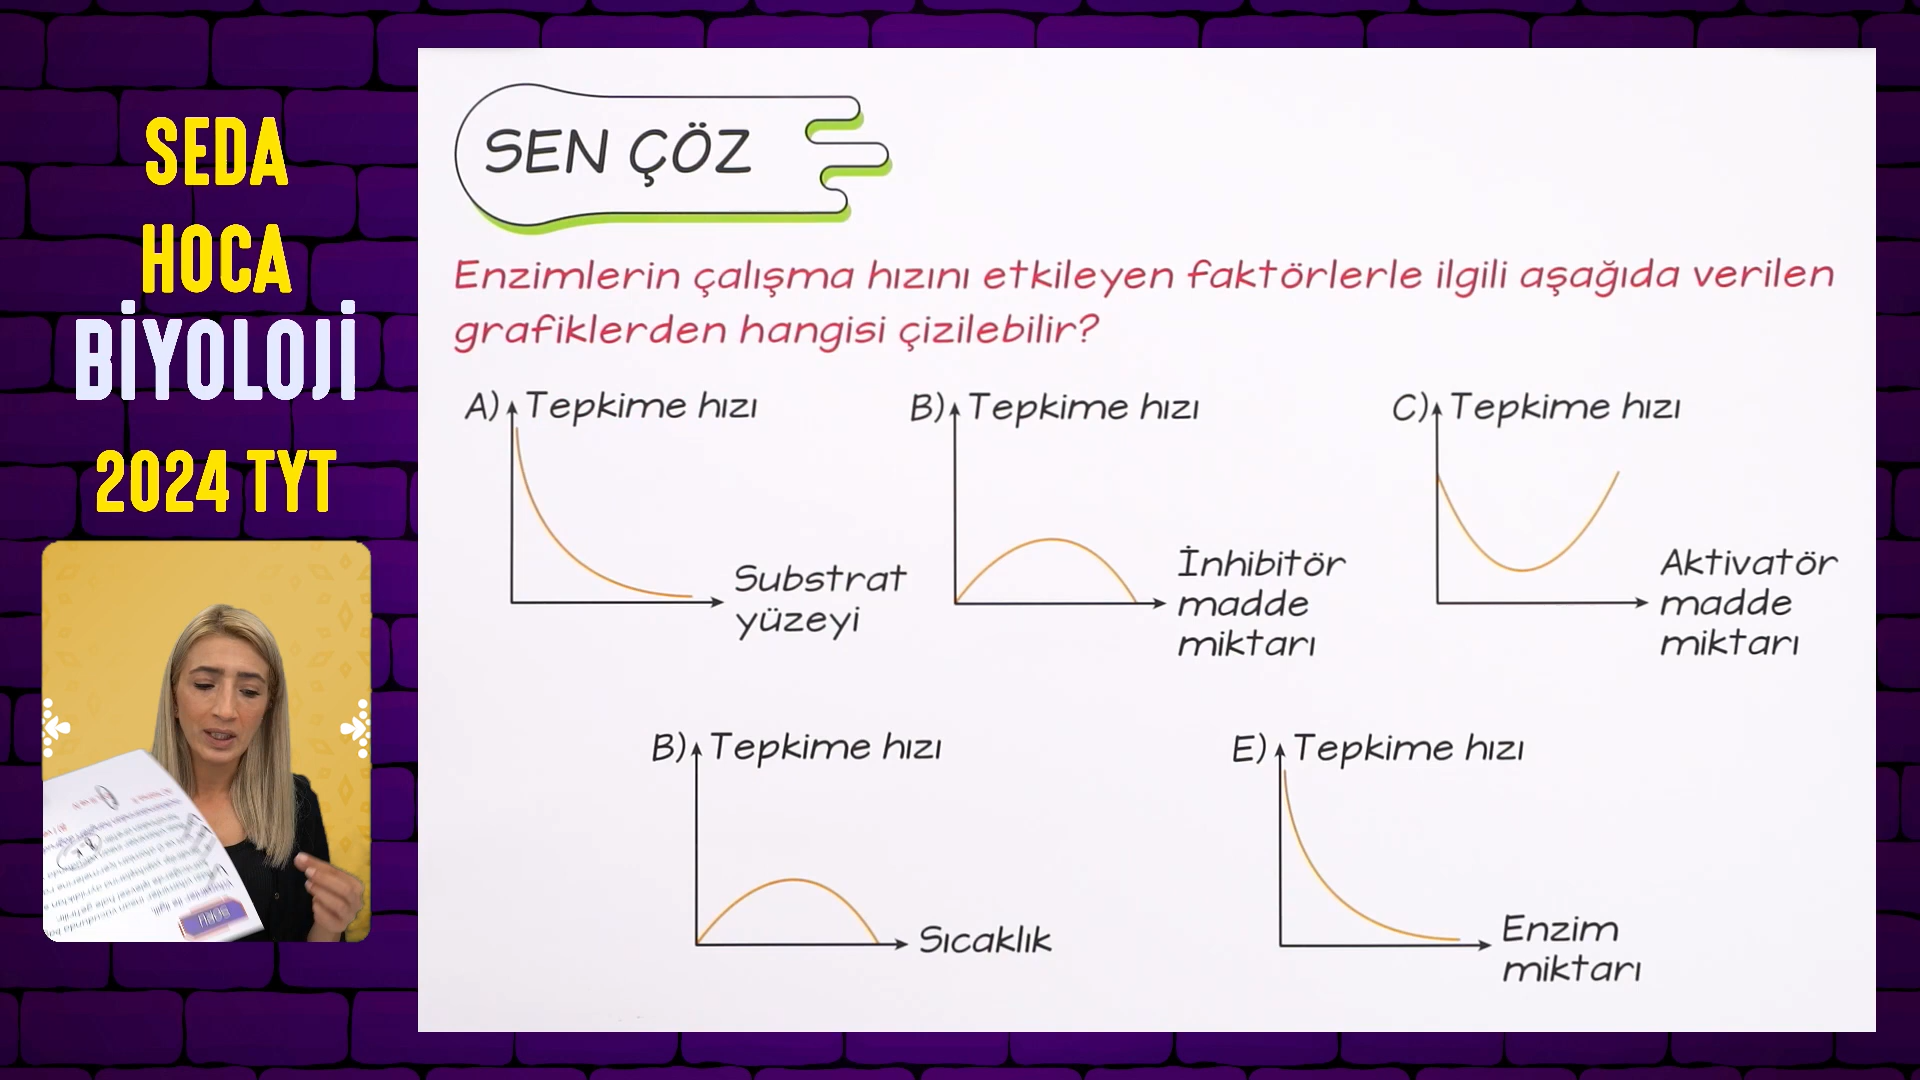 SEDA
HOCA
BİYOLOJİ
2024 TYT
SEN ÇÖZ
Enzimlerin çalışma hızını etkileyen faktörlerle ilgili aşağıda verilen
grafiklerden hangisi çizilebilir?
A) Tepkime hızı
Substrat
yüzeyi
B) Tepkime hızı
İnhibitör
madde
miktarı
C) Tepkime hızı
Aktivatör
madde
miktarı
B) Tepkime hızı
Sıcaklık
E) Tepkime hızı
Enzim
miktarı